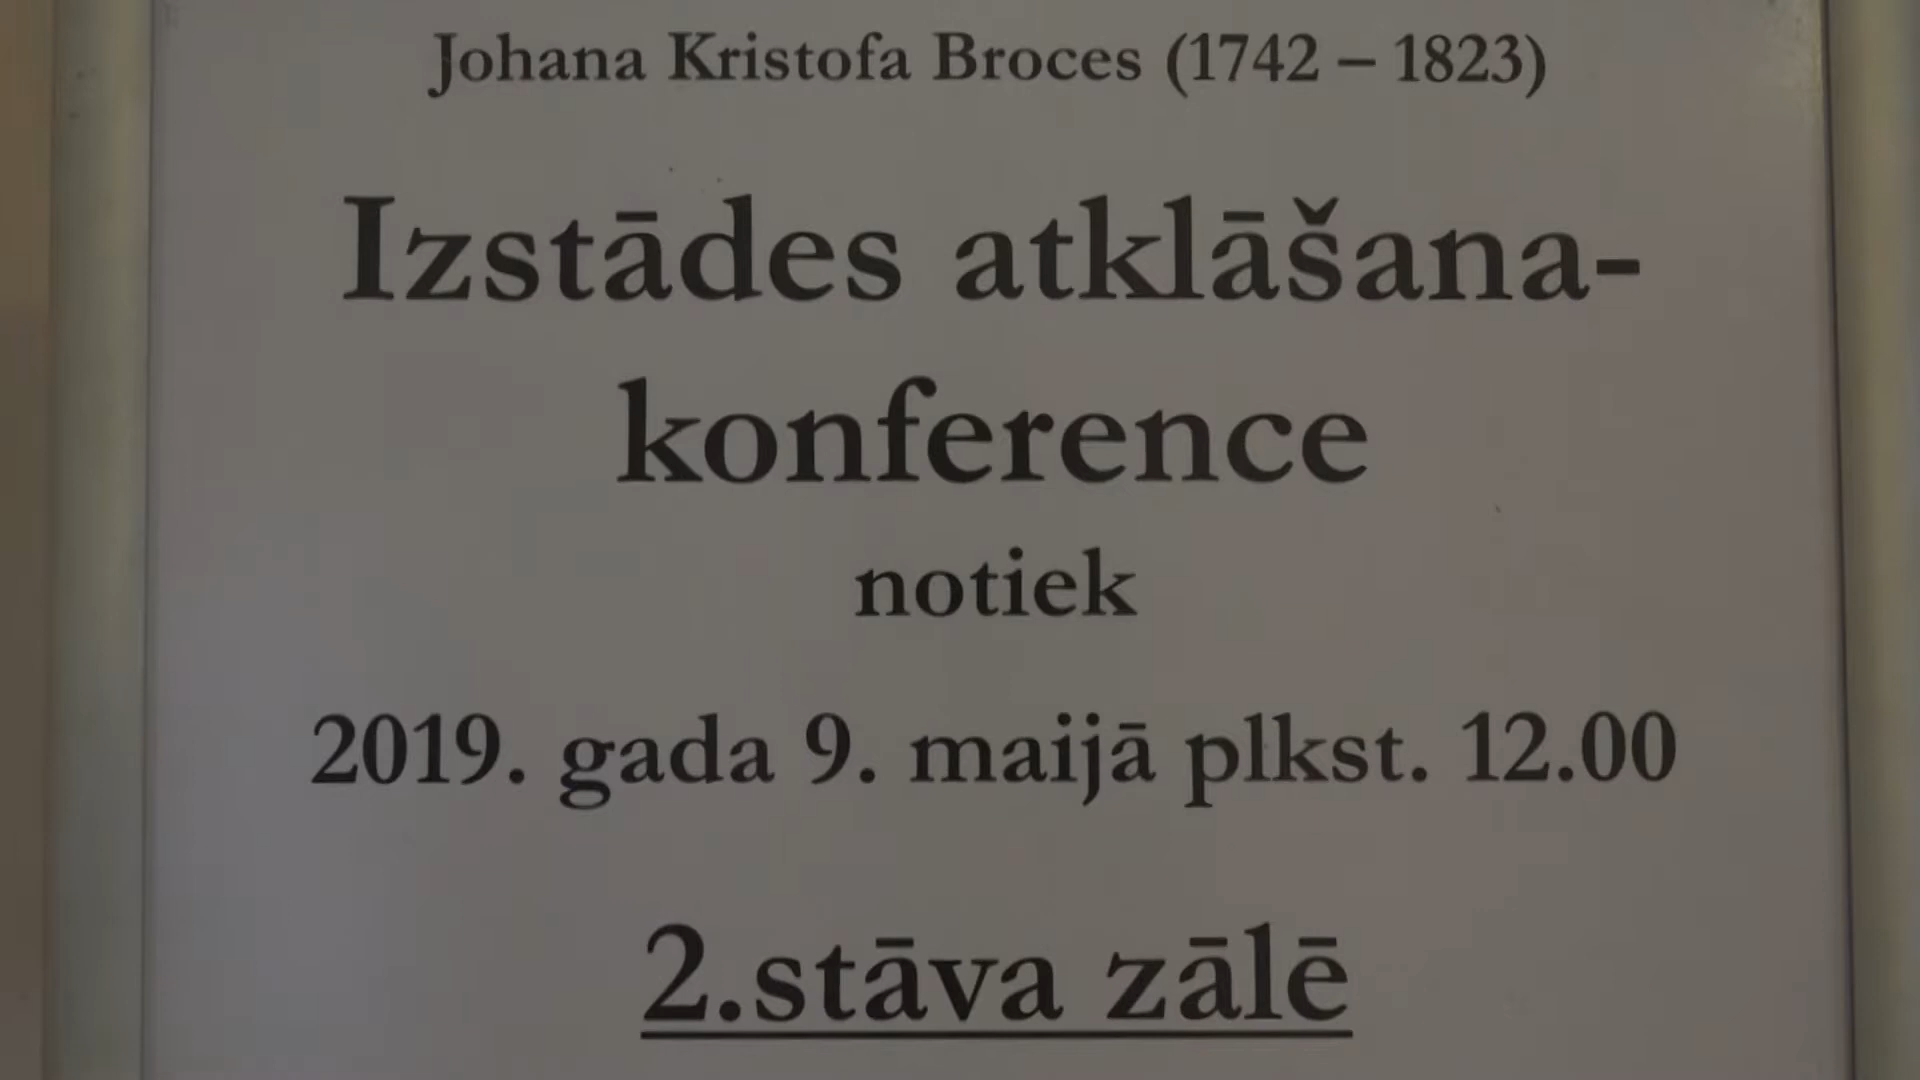 Johana Kristofa Broces (1742 – 1823)
Izstādes atklāšana-
konference
notiek
2019. gada 9. maijā plkst. 12.00
2.stāva zālē